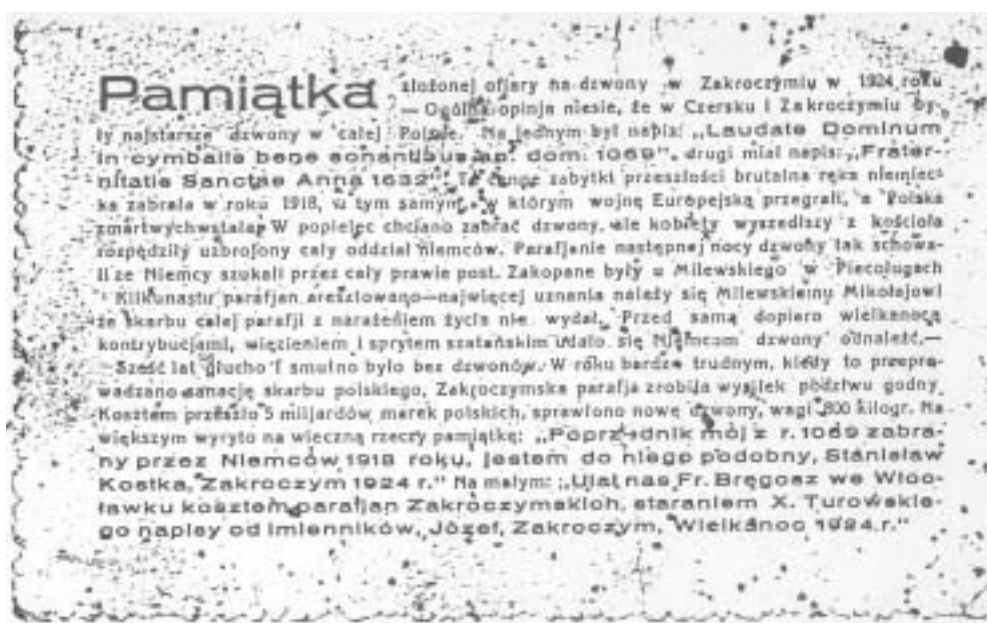 Pamiątka złożonej ofiary na dzwony w Zakroczymiu w 1924 roku
— Ogólna opinja niesie, że w Czersku i Zakroczymiu by-
ły najstarsze dzwony w całej Polsce. Na jednym był napis: „Laudate Dominum
in cymbalis bene sonantibus an. dom. 1069". drugi miał napis: „Frater-
nitatis Sanctae Anna 1632". Te cenne zabytki przeszłości brutalna ręka niemiec-
ka zabrała w roku 1918, w tym samym, w którym wojnę Europejską przegrali, a Polska
zmartwychwstała. W popielec chciano zabrać dzwony, ale kobiety wyszedłszy z kościoła
rozpędziły uzbrojony cały oddział niemców. Parafjanie następnej nocy dzwony tak schowa-
li że Niemcy szukali przez cały prawie post. Zakopane były u Milewskiego w Piecoługach
Kilkunastu parafjan aresztowano—najwięcej uznania należy się Milewskiemu Mikołajowi
że skarbu całej parafji z narażeniem życia nie wydał. Przed samą dopiero wielkanocą
kontrybucjami, więzieniem i sprytem szatańskim udało się Niemcom dzwony odnaleźć.—
—Sześć lat głucho i smutno było bez dzwonów. W roku bardzo trudnym, kiedy to przepro-
wadzano sanację skarbu polskiego, Zakroczymska parafja zrobiła wysiłek podziwu godny
Kosztem przeszło 5 miljardów marek polskich, sprawiono nowe dzwony, wagi 800 kilogr. Na
większym wyryto na wieczną rzeczy pamiątkę: „Poprzednik mój z r. 1069 zabra-
ny przez Niemców 1918 roku, jestem do niego podobny, Stanisław
Kostka, Zakroczym 1924 r." Na małym: „Ulał nas Fr. Bręgosz we Wło-
cławku kosztem parafjan Zakroczymskich, staraniem X. Turowskie-
go napisy od imienników, Józef, Zakroczym, Wielkanoc 1924.r."